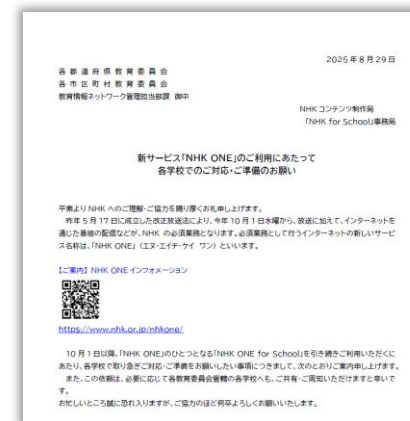 2025年8月29日
各都道府県教育委員会
各市区町村教育委員会
教育情報ネットワーク管理担当部課 御中
NHK コンテンツ制作局
「NHK for School」事務局
新サービス「NHK ONE」のご利用にあたって
各学校でのご対応・ご準備のお願い
平素より NHK へのご理解・ご協力を賜り厚くお礼申し上げます。
昨年5月17日に成立した改正放送法により、今年10月1日水曜から、放送に加えて、インターネットを
通じた番組の配信などが、NHK の必須業務となります。必須業務として行うインターネットの新しいサービ
ス名称は、「NHK ONE」(エヌ・エイチ・ケイ ワン)といいます。
【ご案内】NHK ONE インフォメーション
https://www.nhk.or.jp/nhkone/
10月1日以降、「NHK ONE」のひとつとなる「NHK ONE for School」を引き続きご利用いただくに
あたり、各学校で取り急ぎご対応・ご準備をお願いしたい事項につきまして、次のとおりご案内申し上げます。
また、この依頼は、必要に応じて各教育委員会管轄の各学校へも、ご共有・ご周知いただけますと幸いで
す。
お忙しいところ誠に恐れ入りますが、ご協力のほど何卒よろしくお願いいたします。